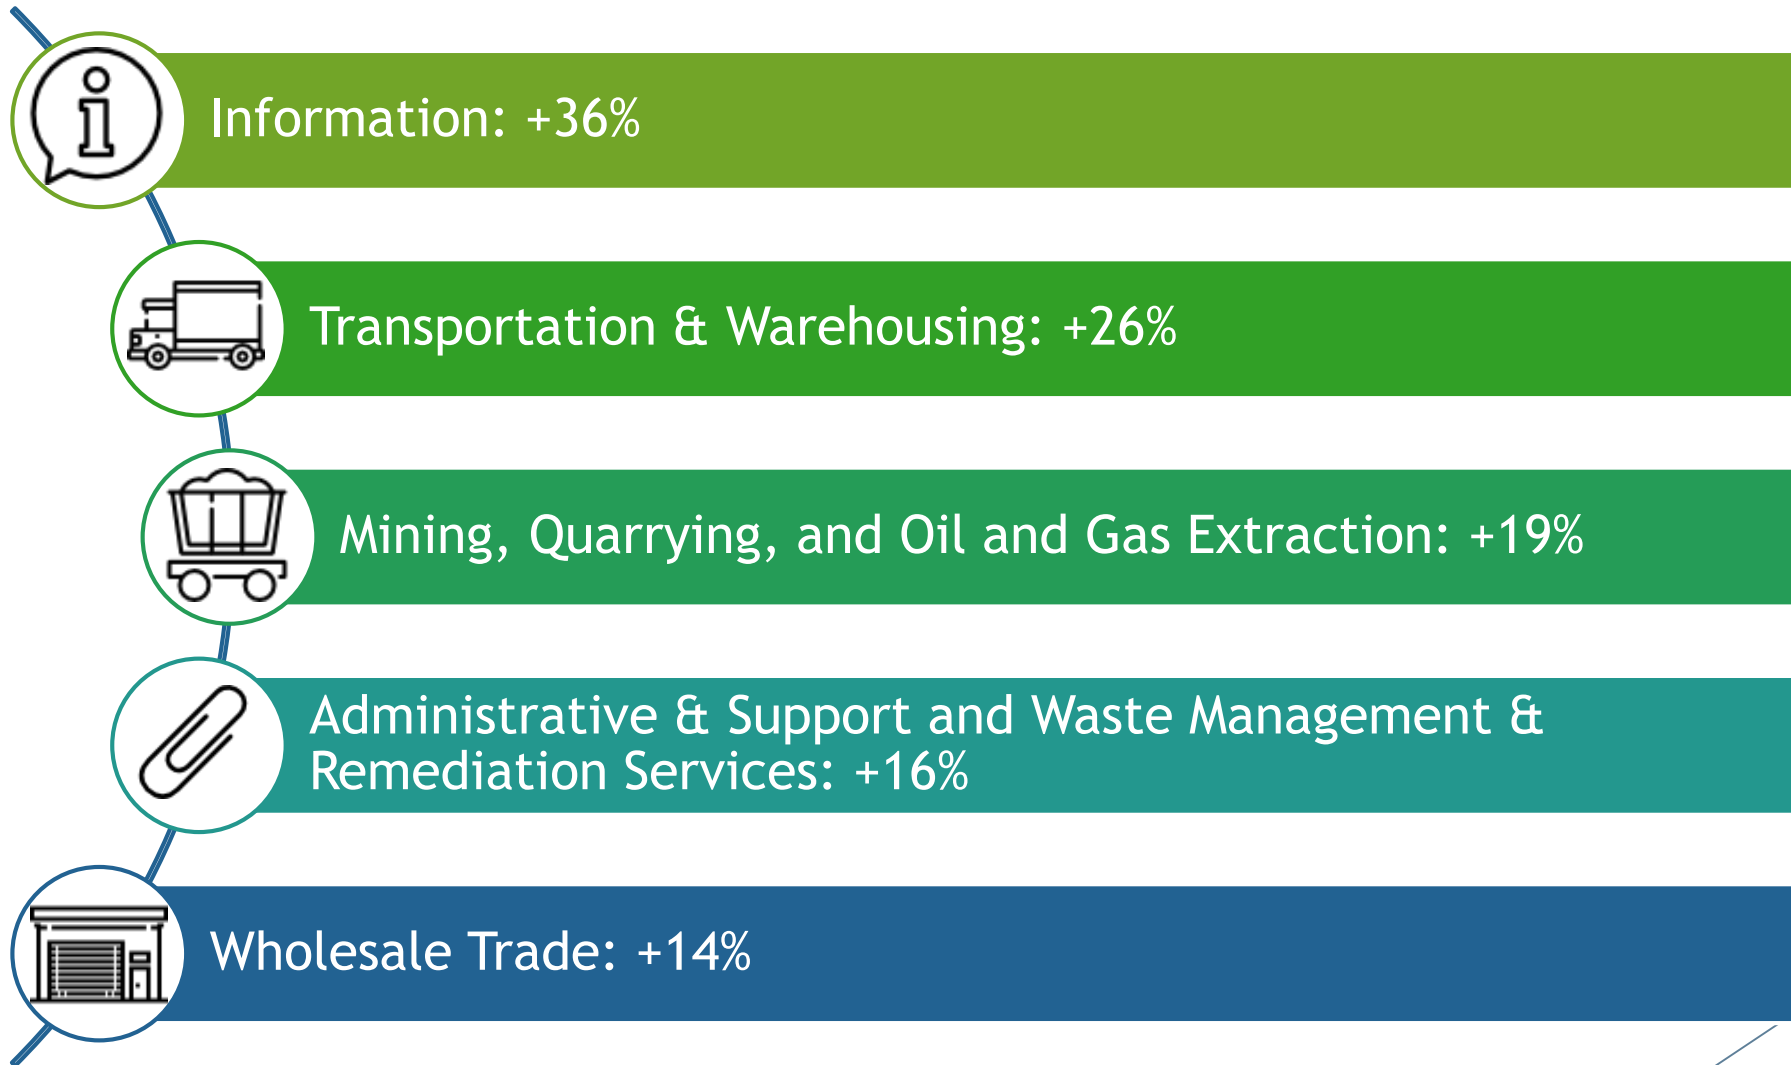 Information: +36%
Transportation & Warehousing: +26%
Mining, Quarrying, and Oil and Gas Extraction: +19%
Administrative & Support and Waste Management &
Remediation Services: +16%
Wholesale Trade: +14%